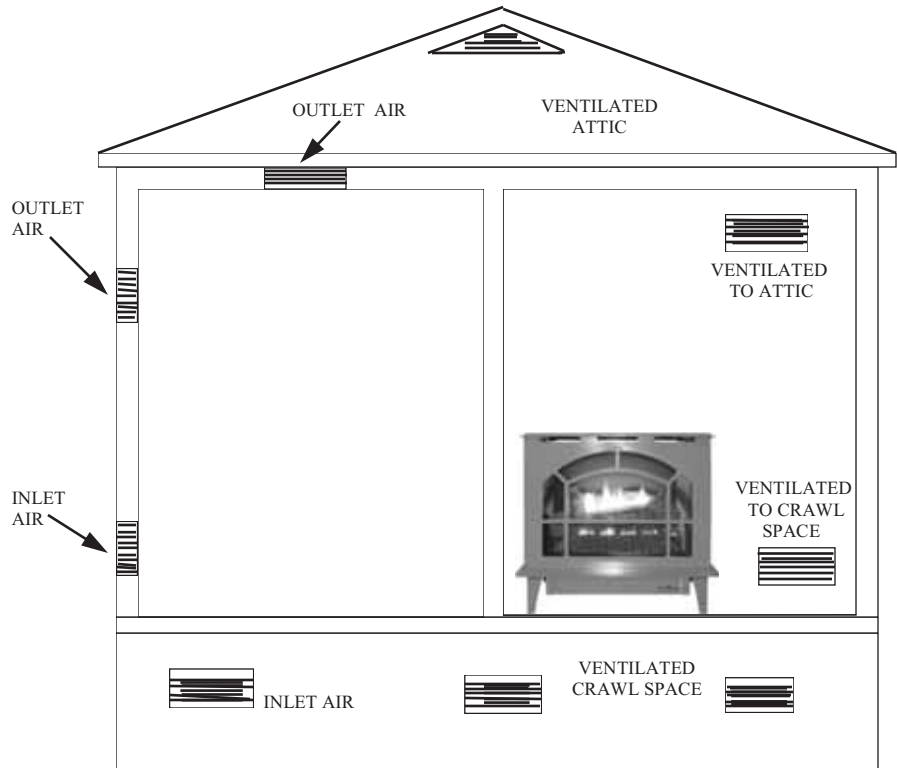 OUTLET AIR
VENTILATED
ATTIC
OUTLET
AIR
VENTILATED
TO ATTIC
INLET
AIR
VENTILATED
TO CRAWL
SPACE
INLET AIR
VENTILATED
CRAWL SPACE